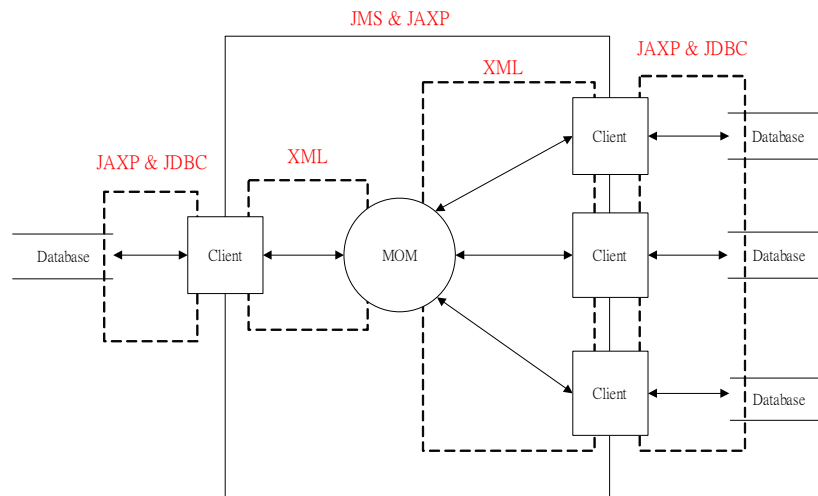 JMS & JAXP
JAXP & JDBC
XML
Client
Database
XML
JAXP & JDBC
Database
Client
MOM
Client
Database
Client
Database